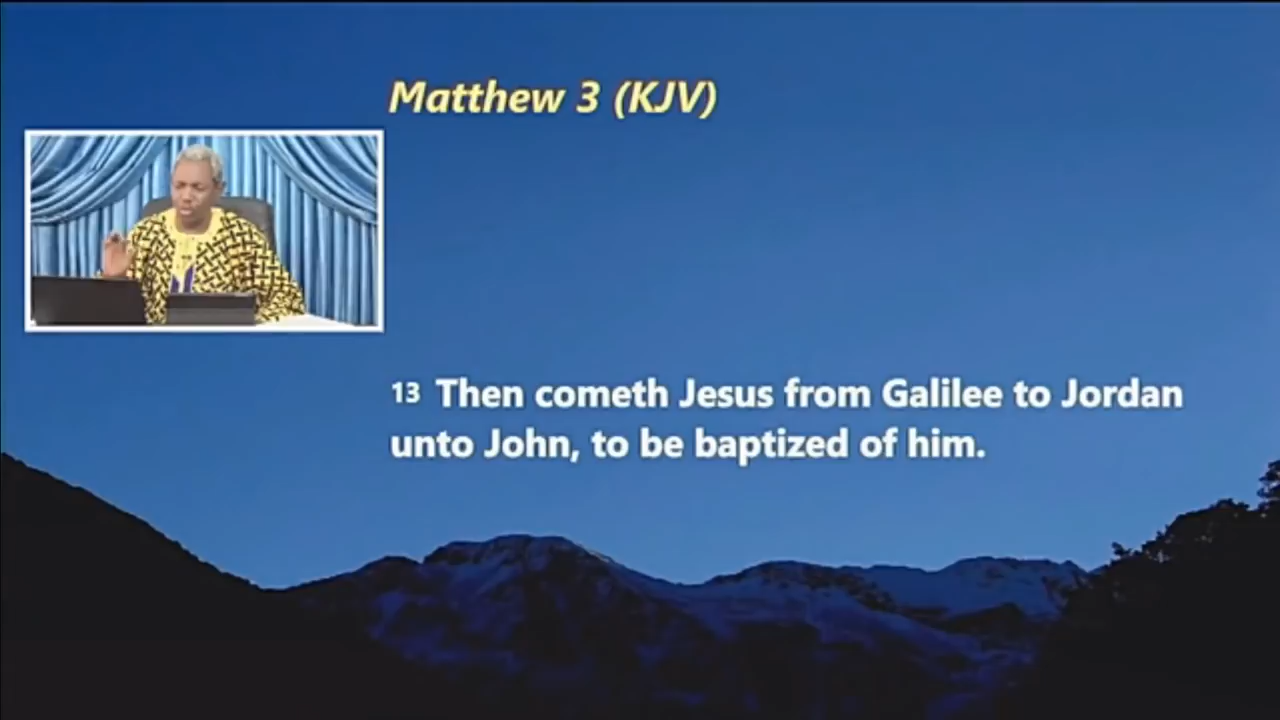 Matthew 3 (KJV)
13 Then cometh Jesus from Galilee to Jordan
unto John, to be baptized of him.